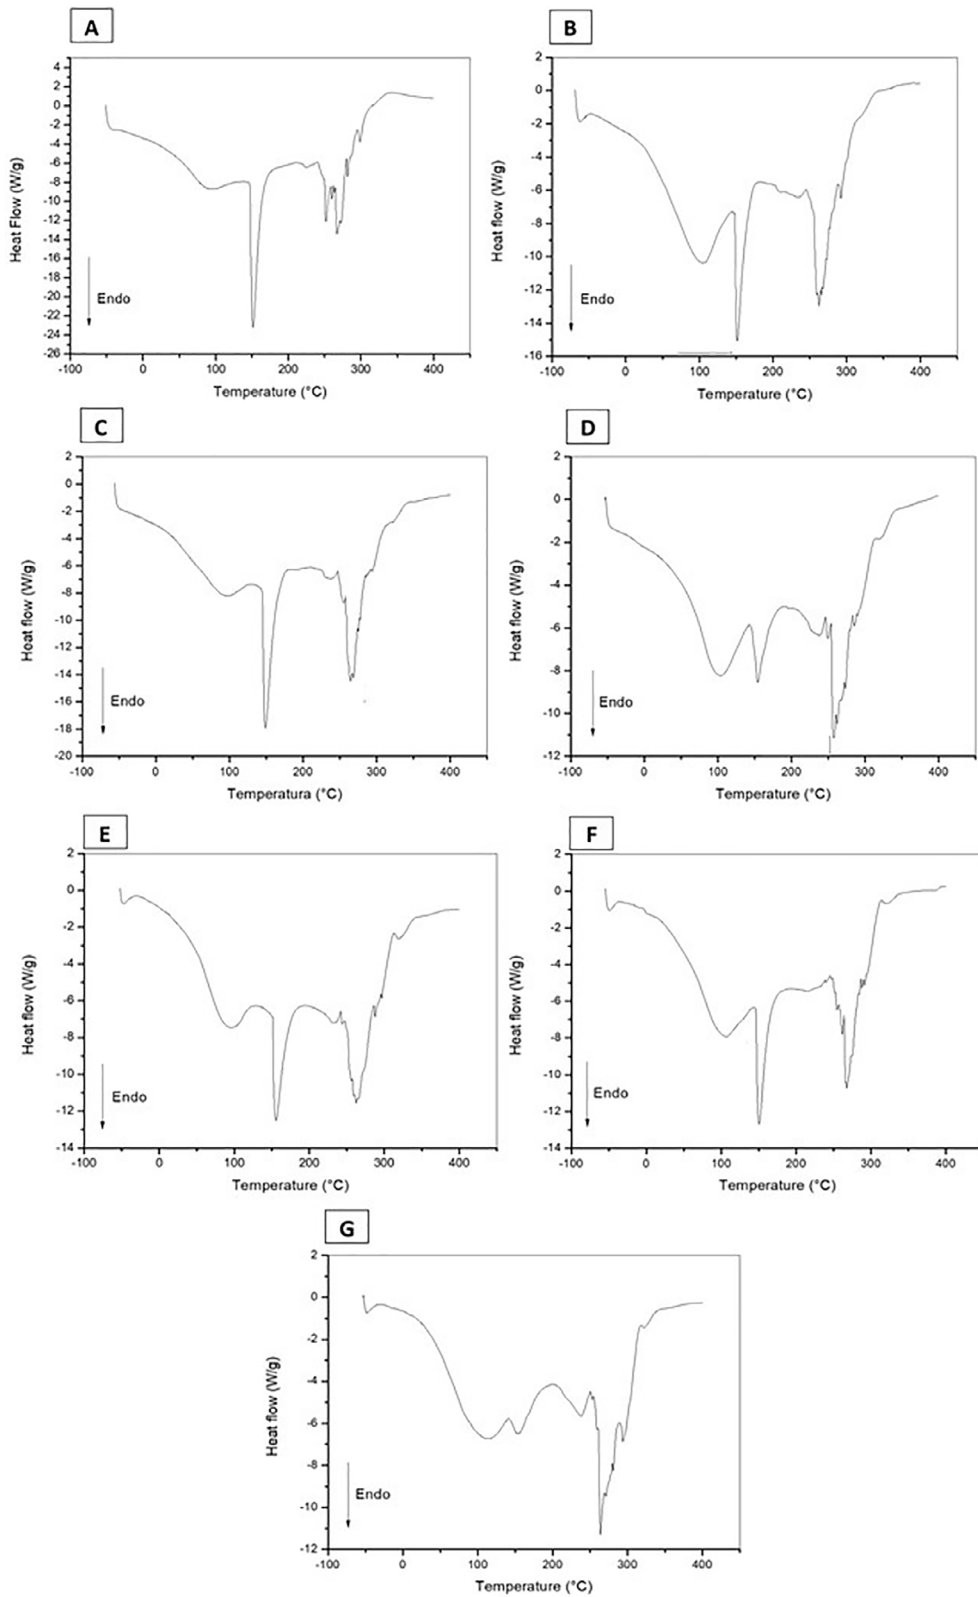 A
4
2
0
-2
-4
-6
-8
-10
-12
-14
-16
-18
-20
-22
-24
-26
Heat Flow (W/g)
Endo
-100 0 100 200 300 400
Temperature (°C)
B
2
0
-2
-4
-6
-8
-10
-12
-14
-16
Heat flow (W/g)
Endo
-100 0 100 200 300 400
Temperature (°C)
C
2
0
-2
-4
-6
-8
-10
-12
-14
-16
-18
-20
Heat flow (W/g)
Endo
-100 0 100 200 300 400
Temperatura (°C)
D
2
0
-2
-4
-6
-8
-10
-12
Heat flow (W/g)
Endo
-100 0 100 200 300 400
Temperature (°C)
E
2
0
-2
-4
-6
-8
-10
-12
-14
Heat flow (W/g)
Endo
-100 0 100 200 300 400
Temperature (°C)
F
2
0
-2
-4
-6
-8
-10
-12
-14
Heat flow (W/g)
Endo
-100 0 100 200 300 400
Temperature (°C)
G
2
0
-2
-4
-6
-8
-10
-12
Heat flow (W/g)
Endo
-100 0 100 200 300 400
Temperature (°C)